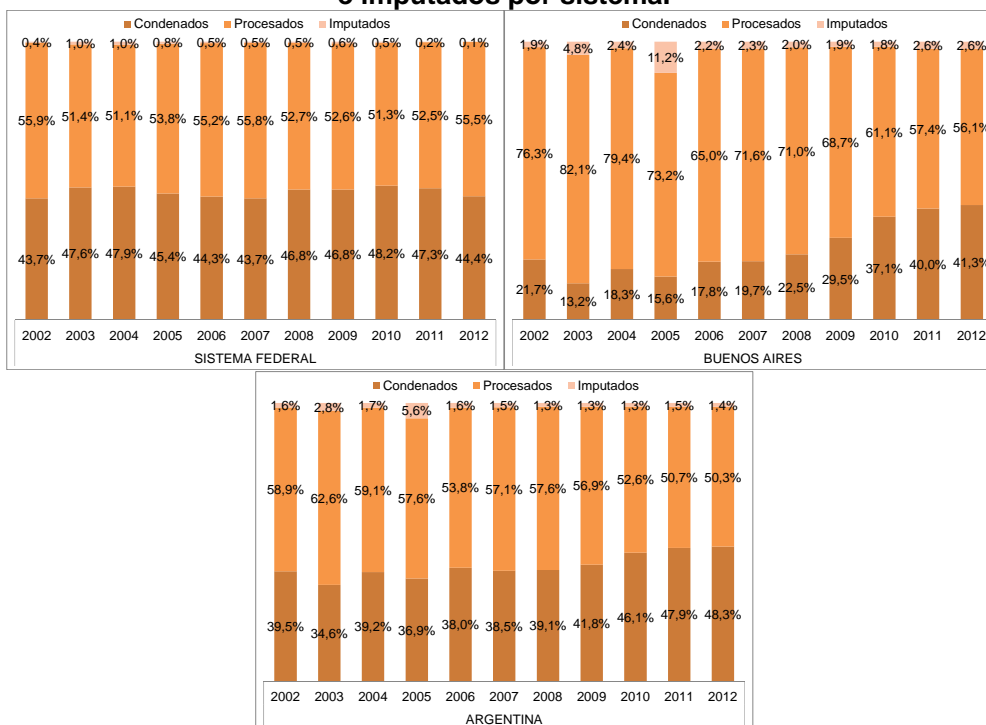 o imputados por sistema.
Condenados Procesados Imputados
0,4% 1,0% 1,0% 0,8% 0,5% 0,5% 0,5% 0,6% 0,5% 0,2% 0,1%
55,9% 51,4% 51,1% 53,8% 55,2% 55,8% 52,7% 52,6% 51,3% 52,5% 55,5%
43,7% 47,6% 47,9% 45,4% 44,3% 43,7% 46,8% 46,8% 48,2% 47,3% 44,4%
2002 2003 2004 2005 2006 2007 2008 2009 2010 2011 2012
SISTEMA FEDERAL
Condenados Procesados Imputados
1,9% 4,8% 2,4% 11,2% 2,2% 2,3% 2,0% 1,9% 1,8% 2,6% 2,6%
76,3% 82,1% 79,4% 73,2% 65,0% 71,6% 71,0% 68,7% 61,1% 57,4% 56,1%
21,7% 13,2% 18,3% 15,6% 17,8% 19,7% 22,5% 29,5% 37,1% 40,0% 41,3%
2002 2003 2004 2005 2006 2007 2008 2009 2010 2011 2012
BUENOS AIRES
Condenados Procesados Imputados
1,6% 2,8% 1,7% 5,6% 1,6% 1,5% 1,3% 1,3% 1,3% 1,5% 1,4%
58,9% 62,6% 59,1% 57,6% 53,8% 57,1% 57,6% 56,9% 52,6% 50,7% 50,3%
39,5% 34,6% 39,2% 36,9% 38,0% 38,5% 39,1% 41,8% 46,1% 47,9% 48,3%
2002 2003 2004 2005 2006 2007 2008 2009 2010 2011 2012
ARGENTINA